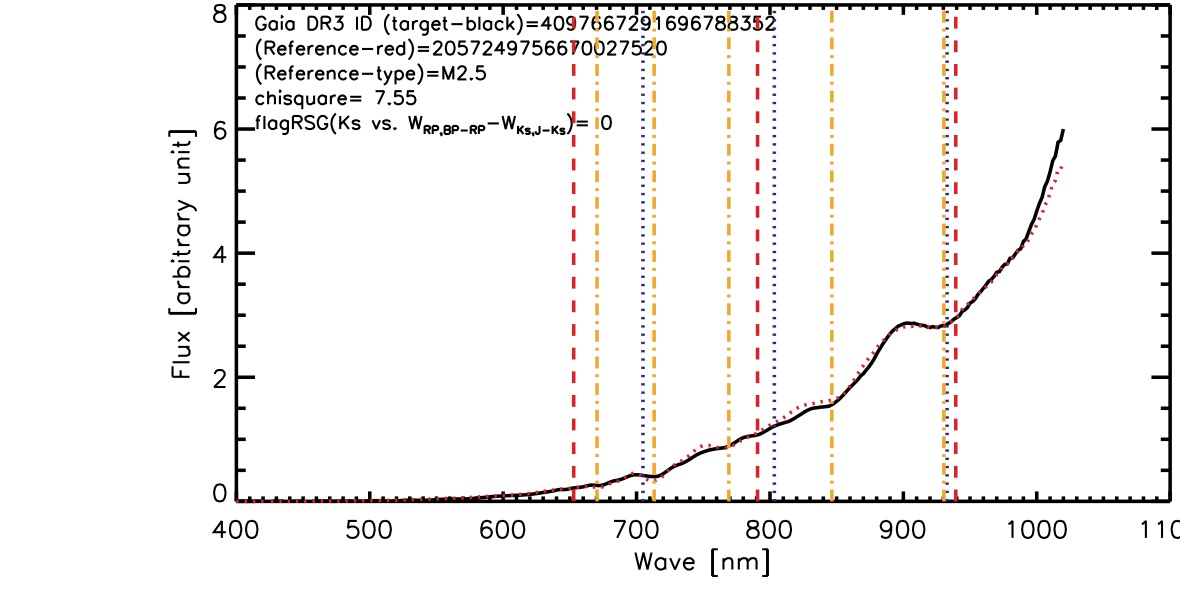 8
Gaia DR3 ID (target-black)=4097667291696788352
(Reference-red)=2057249756670027520
(Reference-type)=M2.5
chisquare= 7.55
flagRSG(Ks vs. WRP,BP-RP-WKs,J-Ks)= 0
6
4
2
0
Flux [arbitrary unit]
400 500 600 700 800 900 1000 110
Wave [nm]